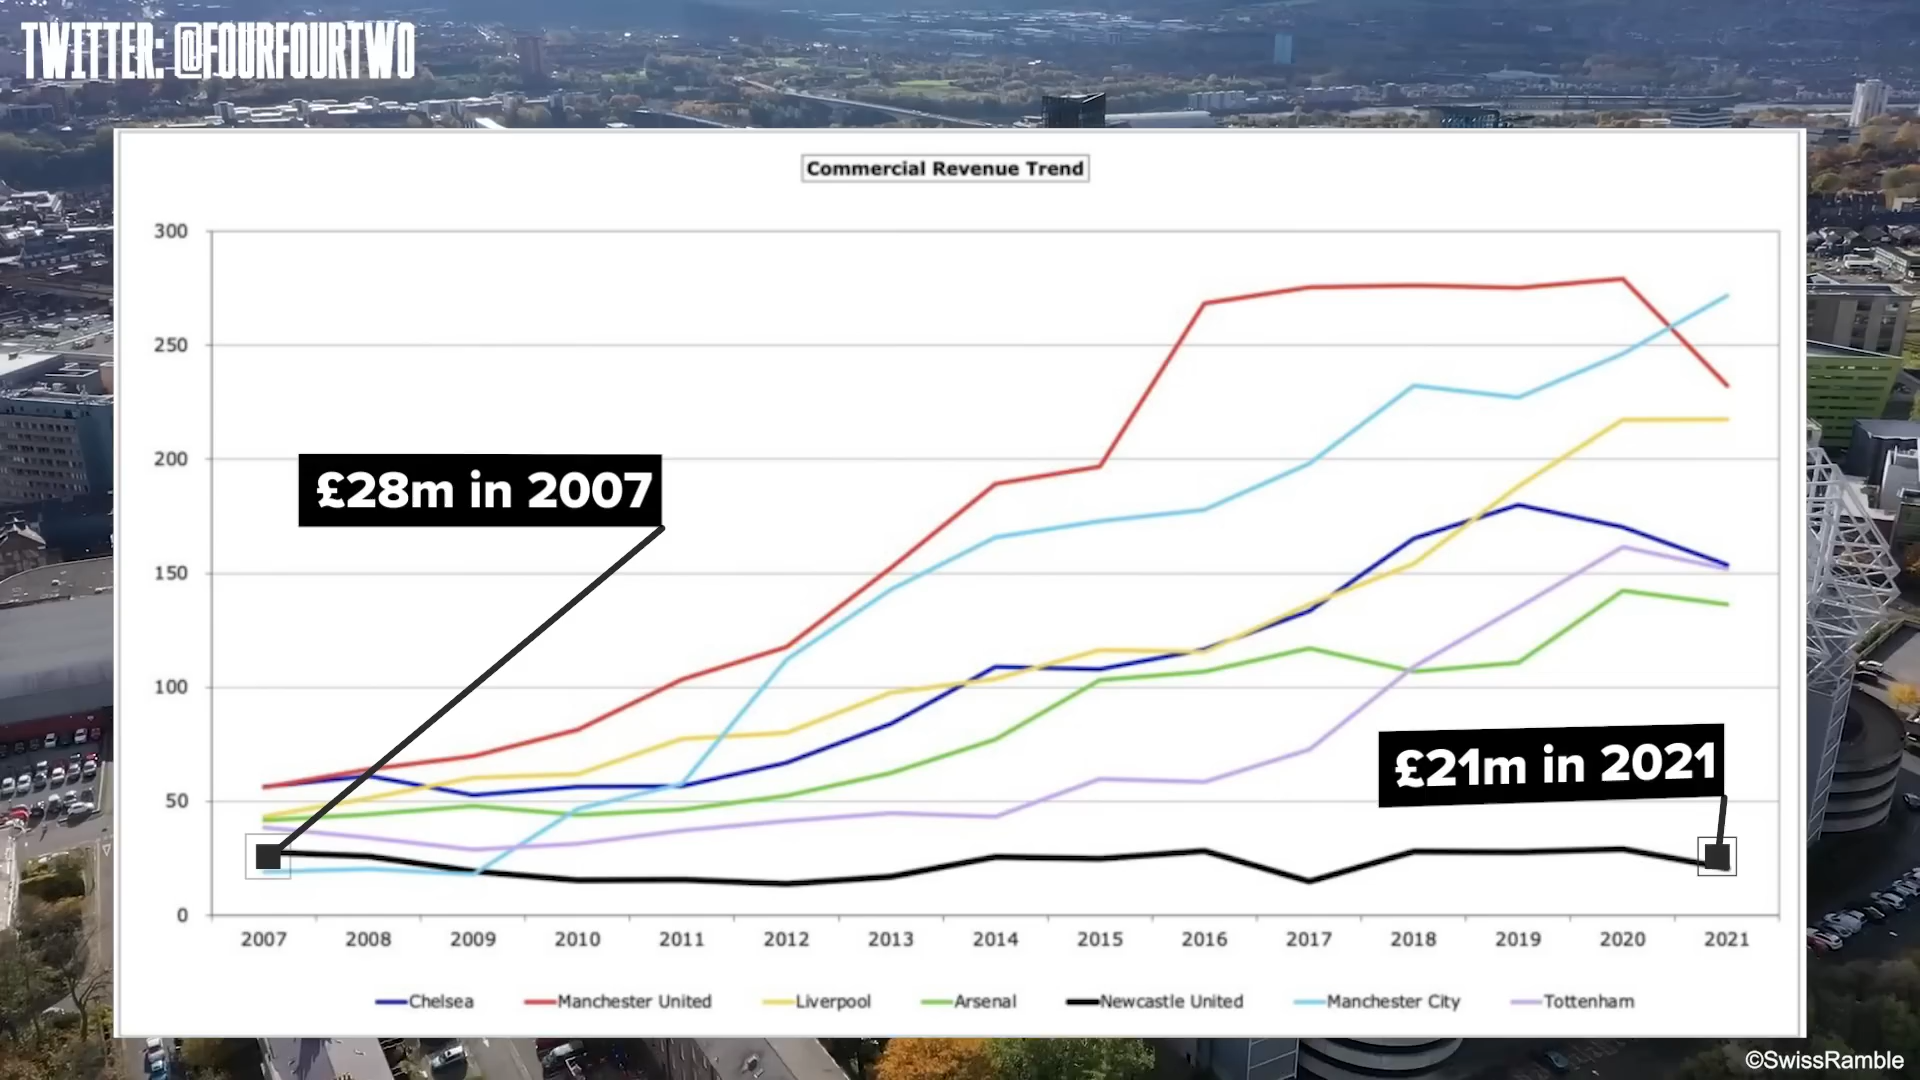 TWITTER: @FOURFOURTWO
Commercial Revenue Trend
300
250
200
150
100
50
0
£28m in 2007
£21m in 2021
2007 2008 2009 2010 2011 2012 2013 2014 2015 2016 2017 2018 2019 2020 2021
Chelsea Manchester United Liverpool Arsenal Newcastle United Manchester City Tottenham
©SwissRamble